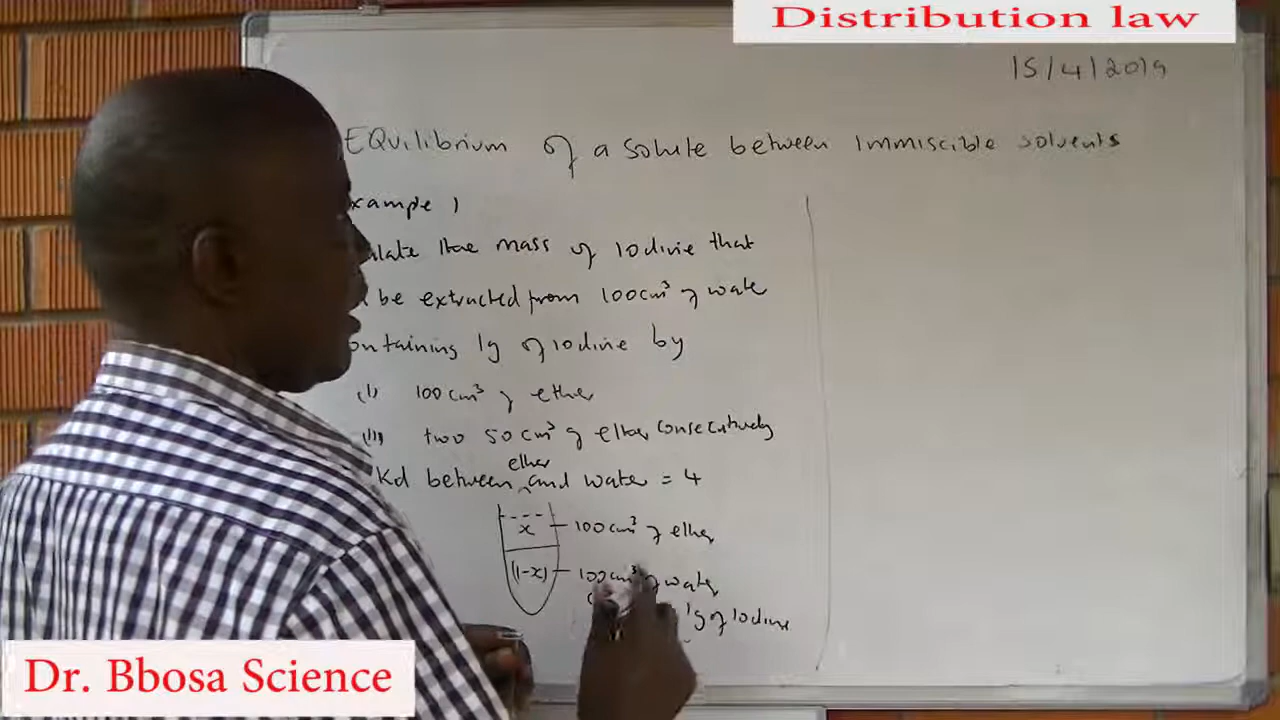 Distribution law
15/4/2019
EQuilibrium of a solute between Immiscible solvents
xample 1
ulate the mass of Iodine that
be extracted from 100cm³ of water
ontaining 1g of Iodine by
(i) 100cm³ of ether
(ii) two 50cm³ of ether consecutively
ether
Kd between and water = 4
x 100cm³ of ether
(1-x) 100cm³ of water
1g of Iodine
Dr. Bbosa Science